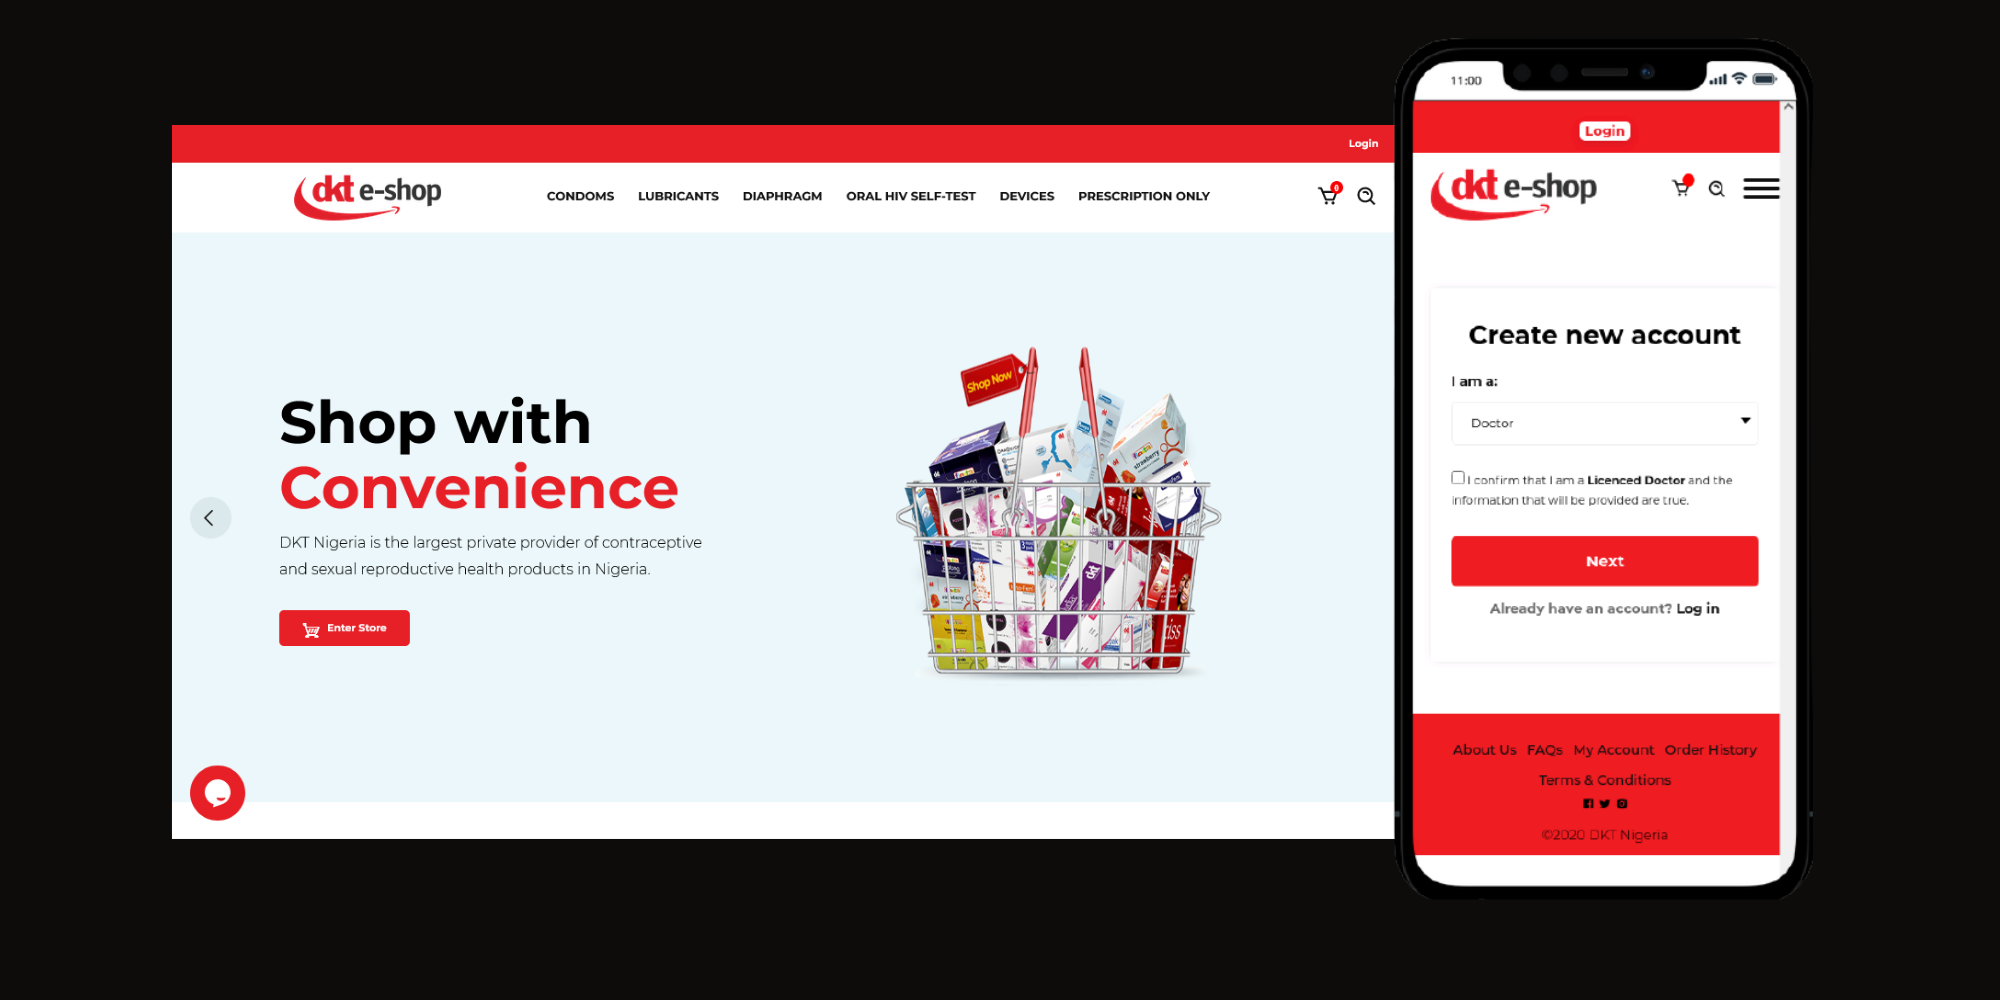 Login
dkt e-shop
CONDOMS LUBRICANTS DIAPHRAGM ORAL HIV SELF-TEST DEVICES PRESCRIPTION ONLY
0
Shop with
Convenience
DKT Nigeria is the largest private provider of contraceptive
and sexual reproductive health products in Nigeria.
Enter Store
Shop Now
strawberry
dkt
kiss
11:00
Login
dkt e-shop
Create new account
I am a:
Doctor
I confirm that I am a Licenced Doctor and the
information that will be provided are true.
Next
Already have an account? Log in
About Us FAQs My Account Order History
Terms & Conditions
©2020 DKT Nigeria